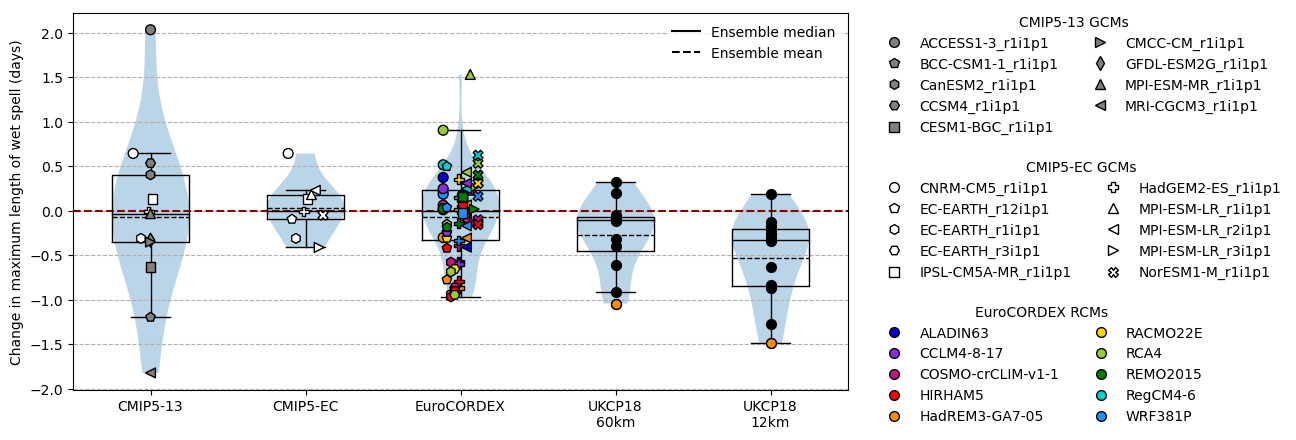 Change in maximum length of wet spell (days)
2.0
1.5
1.0
0.5
0.0
−0.5
−1.0
−1.5
−2.0
Ensemble median
Ensemble mean
CMIP5-13
CMIP5-EC
EuroCORDEX
UKCP18
60km
UKCP18
12km
CMIP5-13 GCMs
ACCESS1-3_r1i1p1
BCC-CSM1-1_r1i1p1
CanESM2_r1i1p1
CCSM4_r1i1p1
CESM1-BGC_r1i1p1
CMCC-CM_r1i1p1
GFDL-ESM2G_r1i1p1
MPI-ESM-MR_r1i1p1
MRI-CGCM3_r1i1p1
CMIP5-EC GCMs
CNRM-CM5_r1i1p1
EC-EARTH_r12i1p1
EC-EARTH_r1i1p1
EC-EARTH_r3i1p1
IPSL-CM5A-MR_r1i1p1
HadGEM2-ES_r1i1p1
MPI-ESM-LR_r1i1p1
MPI-ESM-LR_r2i1p1
MPI-ESM-LR_r3i1p1
NorESM1-M_r1i1p1
EuroCORDEX RCMs
ALADIN63
CCLM4-8-17
COSMO-crCLIM-v1-1
HIRHAM5
HadREM3-GA7-05
RACMO22E
RCA4
REMO2015
RegCM4-6
WRF381P